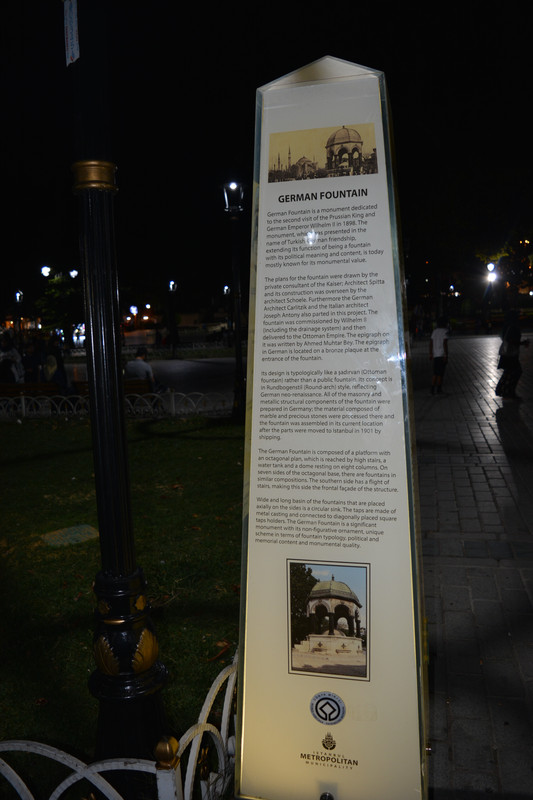 GERMAN FOUNTAIN
German Fountain is a monument dedicated
to the second visit of the Prussian King and
German Emperor Wilhelm II in 1898. The
monument, which was presented in the
name of Turkish German friendship,
extending its function of being a fountain
with its political meaning and content, is today
mostly known for its monumental value.
The plans for the fountain were drawn by the
private consultant of the Kaiser; Architect Spitta
and its construction was overseen by the
architect Schoele. Furthermore the German
Architect Carlitzik and the Italian architect
Joseph Antony also parted in this project. The
fountain was commissioned by Wilhelm II
(including the drainage system) and then
delivered to the Ottoman Empire. The epigraph on
it was written by Ahmed Muhtar Bey. The epigraph
in German is located on a bronze plaque at the
entrance of the fountain.
Its design is typologically like a şadırvan (Ottoman
fountain) rather than a public fountain. Its concept is
in Rundbogenstil (Round-arch) style, reflecting
German neo-renaissance. All of the masonry and
metallic structural components of the fountain were
prepared in Germany; the material composed of
marble and precious stones were processed there and
the fountain was assembled in its current location
after the parts were moved to Istanbul in 1901 by
shipping.
The German Fountain is composed of a platform with
an octagonal plan, which is reached by high stairs, a
water tank and a dome resting on eight columns. On
seven sides of the octagonal base, there are fountains in
similar compositions. The southern side has a flight of
stairs, making this side the frontal façade of the structure.
Wide and long basin of the fountains that are placed
axially on the sides is a circular sink. The taps are made of
metal casting and connected to diagonally placed square
taps holders. The German Fountain is a significant
monument with its non-figurative ornament, unique
scheme in terms of fountain typology, political and
memorial content and monumental quality.
ISTANBUL
METROPOLITAN
MUNICIPALITY